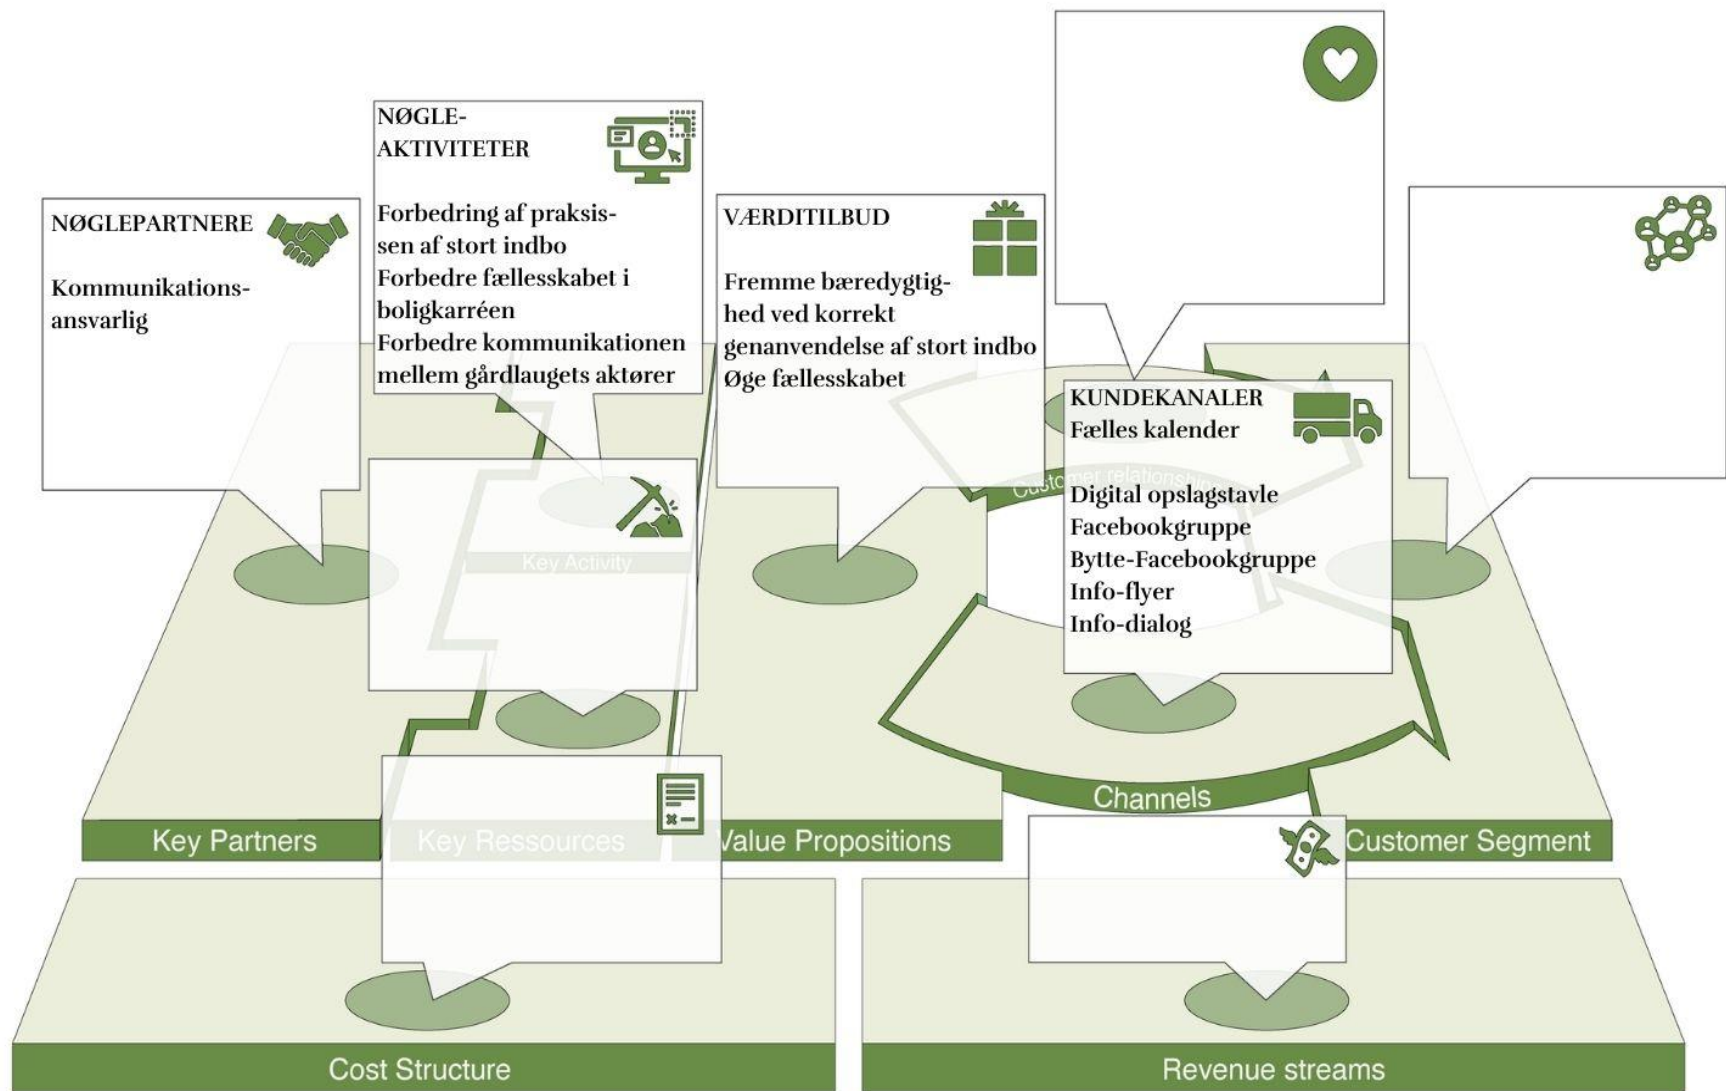 NØGLEPARTNERE
Kommunikations-
ansvarlig
NØGLE-
AKTIVITETER
Forbedring af praksis-
sen af stort indbo
Forbedre fællesskabet i
boligkarréen
Forbedre kommunikationen
mellem gårdlaugets aktører
VÆRDITILBUD
Fremme bæredygtig-
hed ved korrekt
genanvendelse af stort indbo
Øge fællesskabet
KUNDEKANALER
Fælles kalender
Digital opslagstavle
Facebookgruppe
Bytte-Facebookgruppe
Info-flyer
Info-dialog
Customer relationships
Key Activity
Channels
Key Partners
Key Ressources
Value Propositions
Customer Segment
Cost Structure
Revenue streams